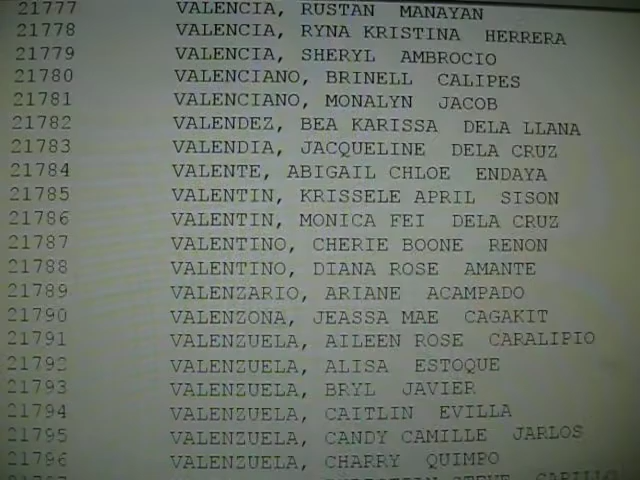 21777 VALENCIA, RUSTAN MANAYAN
21778 VALENCIA, RYNA KRISTINA HERRERA
21779 VALENCIA, SHERYL AMBROCIO
21780 VALENCIANO, BRINELL CALIPES
21781 VALENCIANO, MONALYN JACOB
21782 VALENDEZ, BEA KARISSA DELA LLANA
21783 VALENDIA, JACQUELINE DELA CRUZ
21784 VALENTE, ABIGAIL CHLOE ENDAYA
21785 VALENTIN, KRISSELE APRIL SISON
21786 VALENTIN, MONICA FEI DELA CRUZ
21787 VALENTINO, CHERIE BOONE RENON
21788 VALENTINO, DIANA ROSE AMANTE
21789 VALENZARIO, ARIANE ACAMPADO
21790 VALENZONA, JEASSA MAE CAGAKIT
21791 VALENZUELA, AILEEN ROSE CARALIPIO
21792 VALENZUELA, ALISA ESTOQUE
21793 VALENZUELA, BRYL JAVIER
21794 VALENZUELA, CAITLIN EVILLA
21795 VALENZUELA, CANDY CAMILLE JARLOS
21796 VALENZUELA, CHARRY QUIMPO